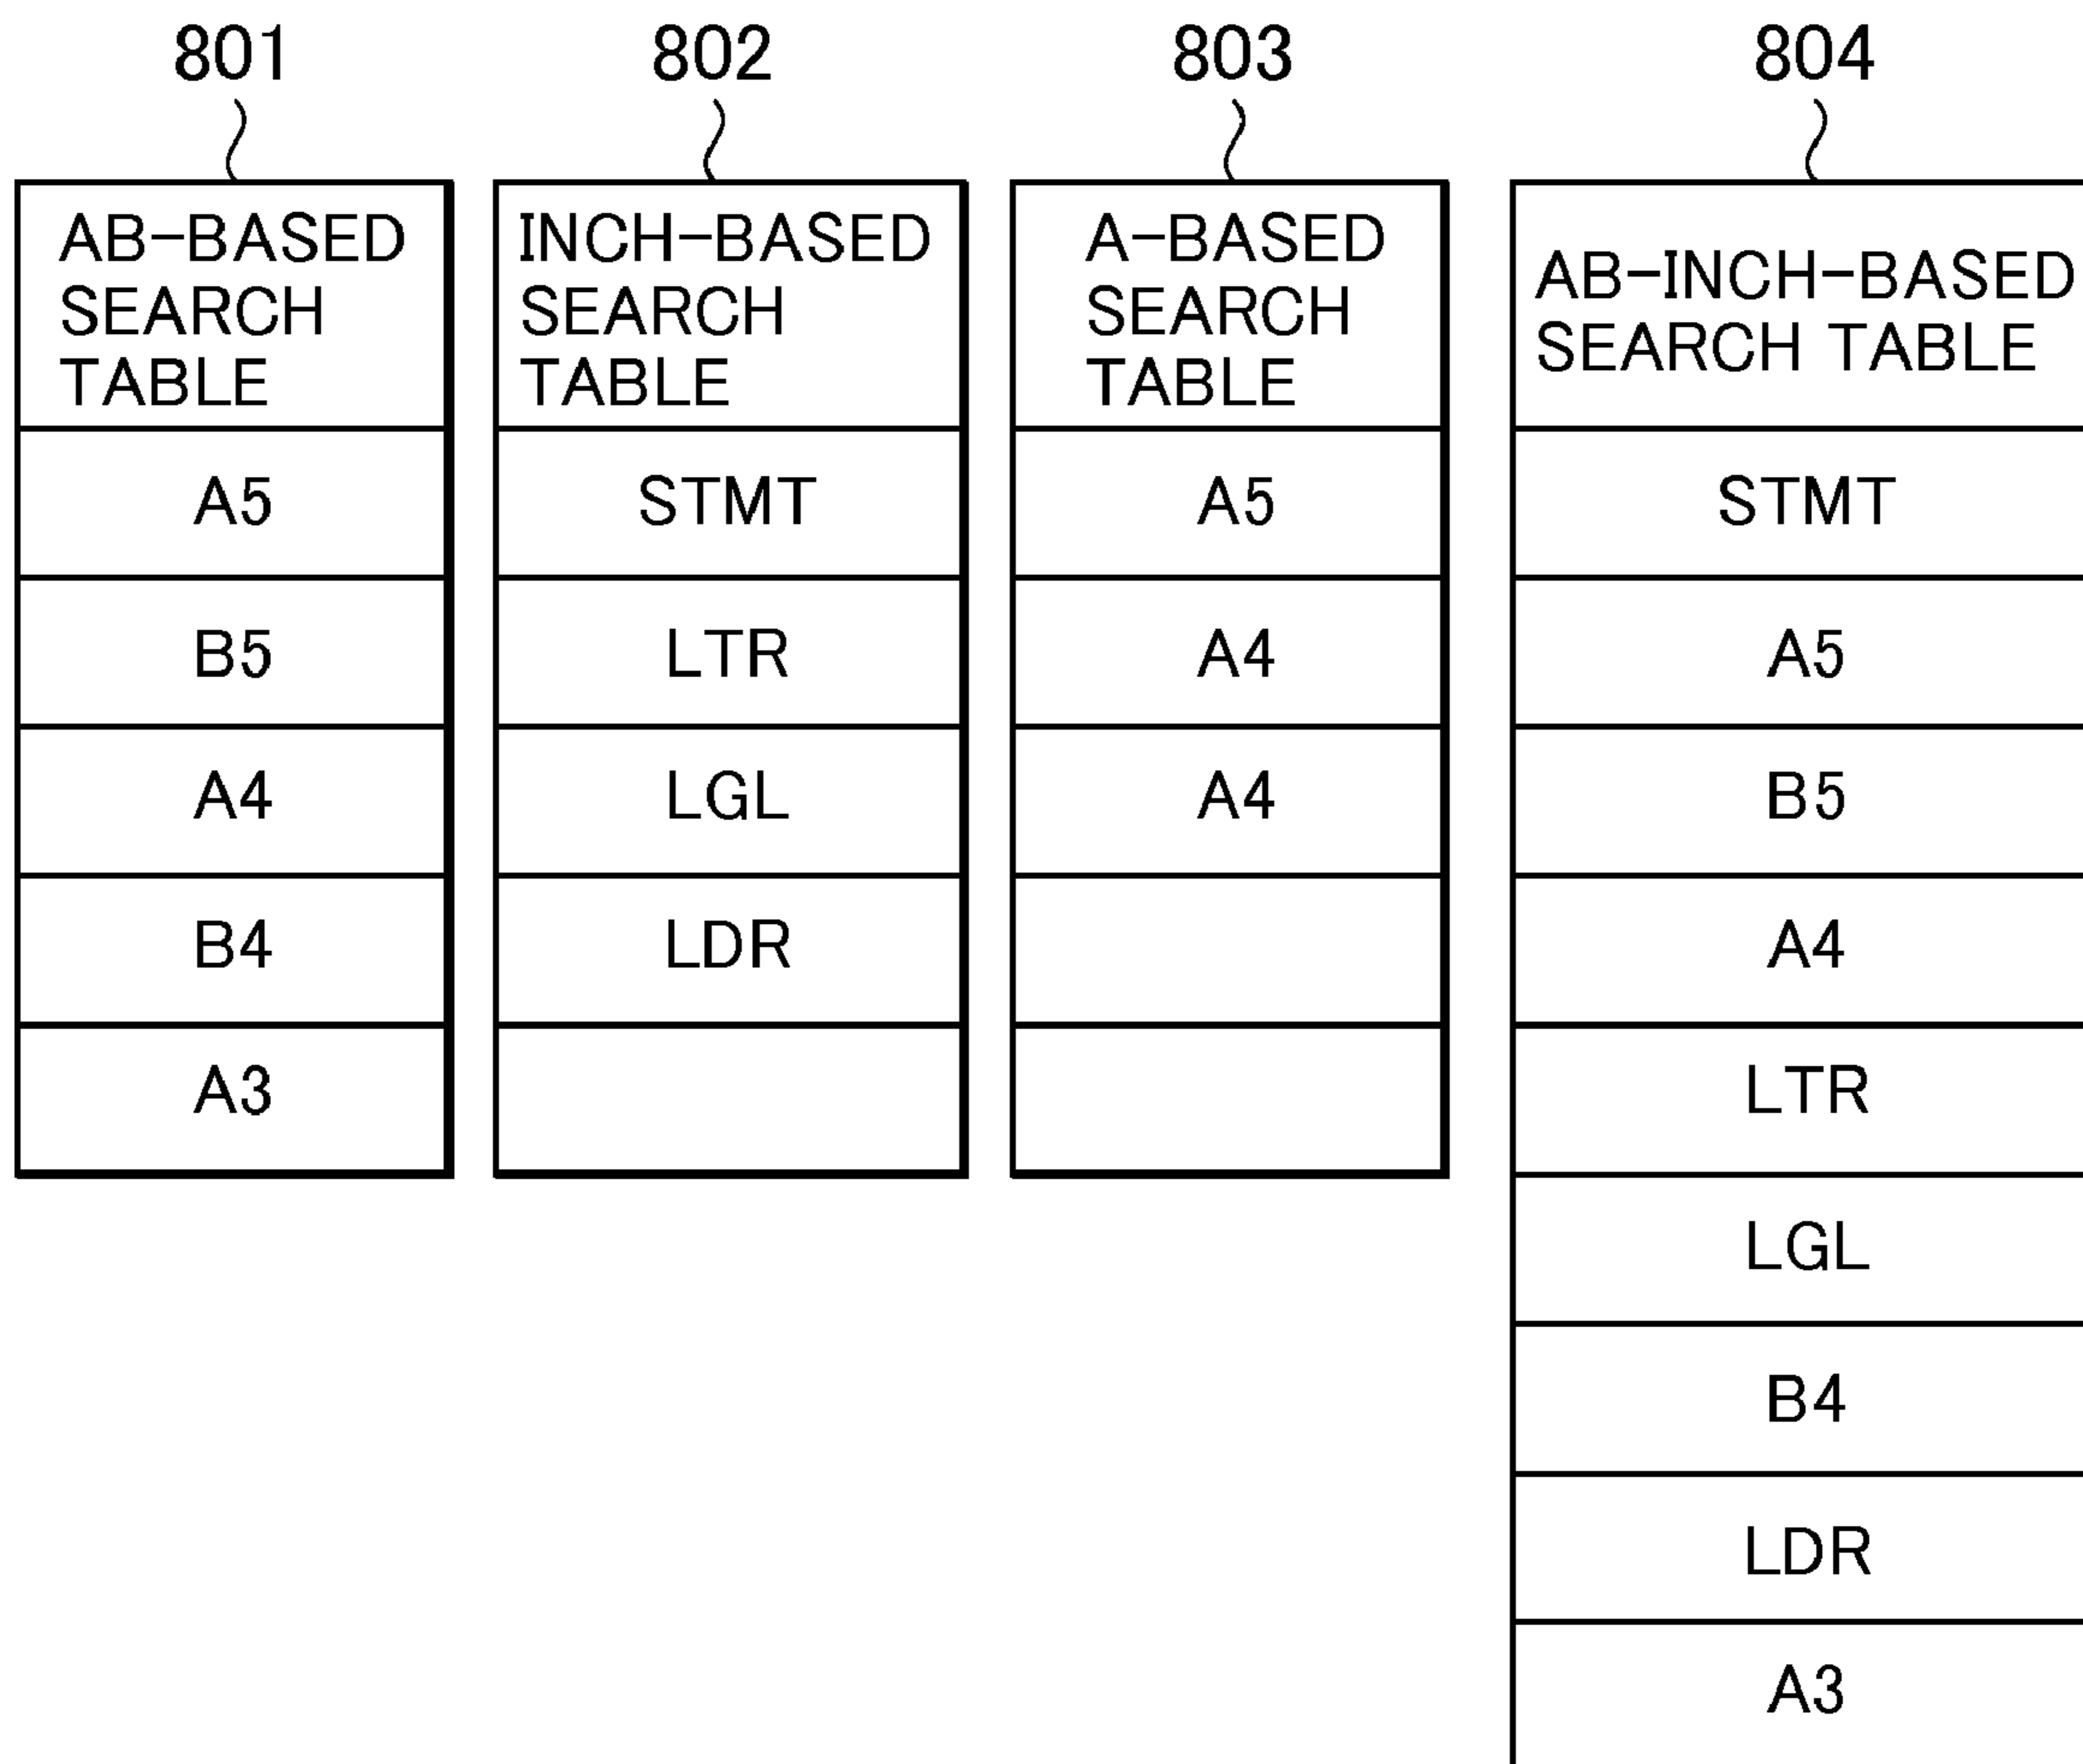 801
AB-BASED
SEARCH
TABLE
A5
B5
A4
B4
A3
802
INCH-BASED
SEARCH
TABLE
STMT
LTR
LGL
LDR
803
A-BASED
SEARCH
TABLE
A5
A4
A4
804
AB-INCH-BASED
SEARCH TABLE
STMT
A5
B5
A4
LTR
LGL
B4
LDR
A3